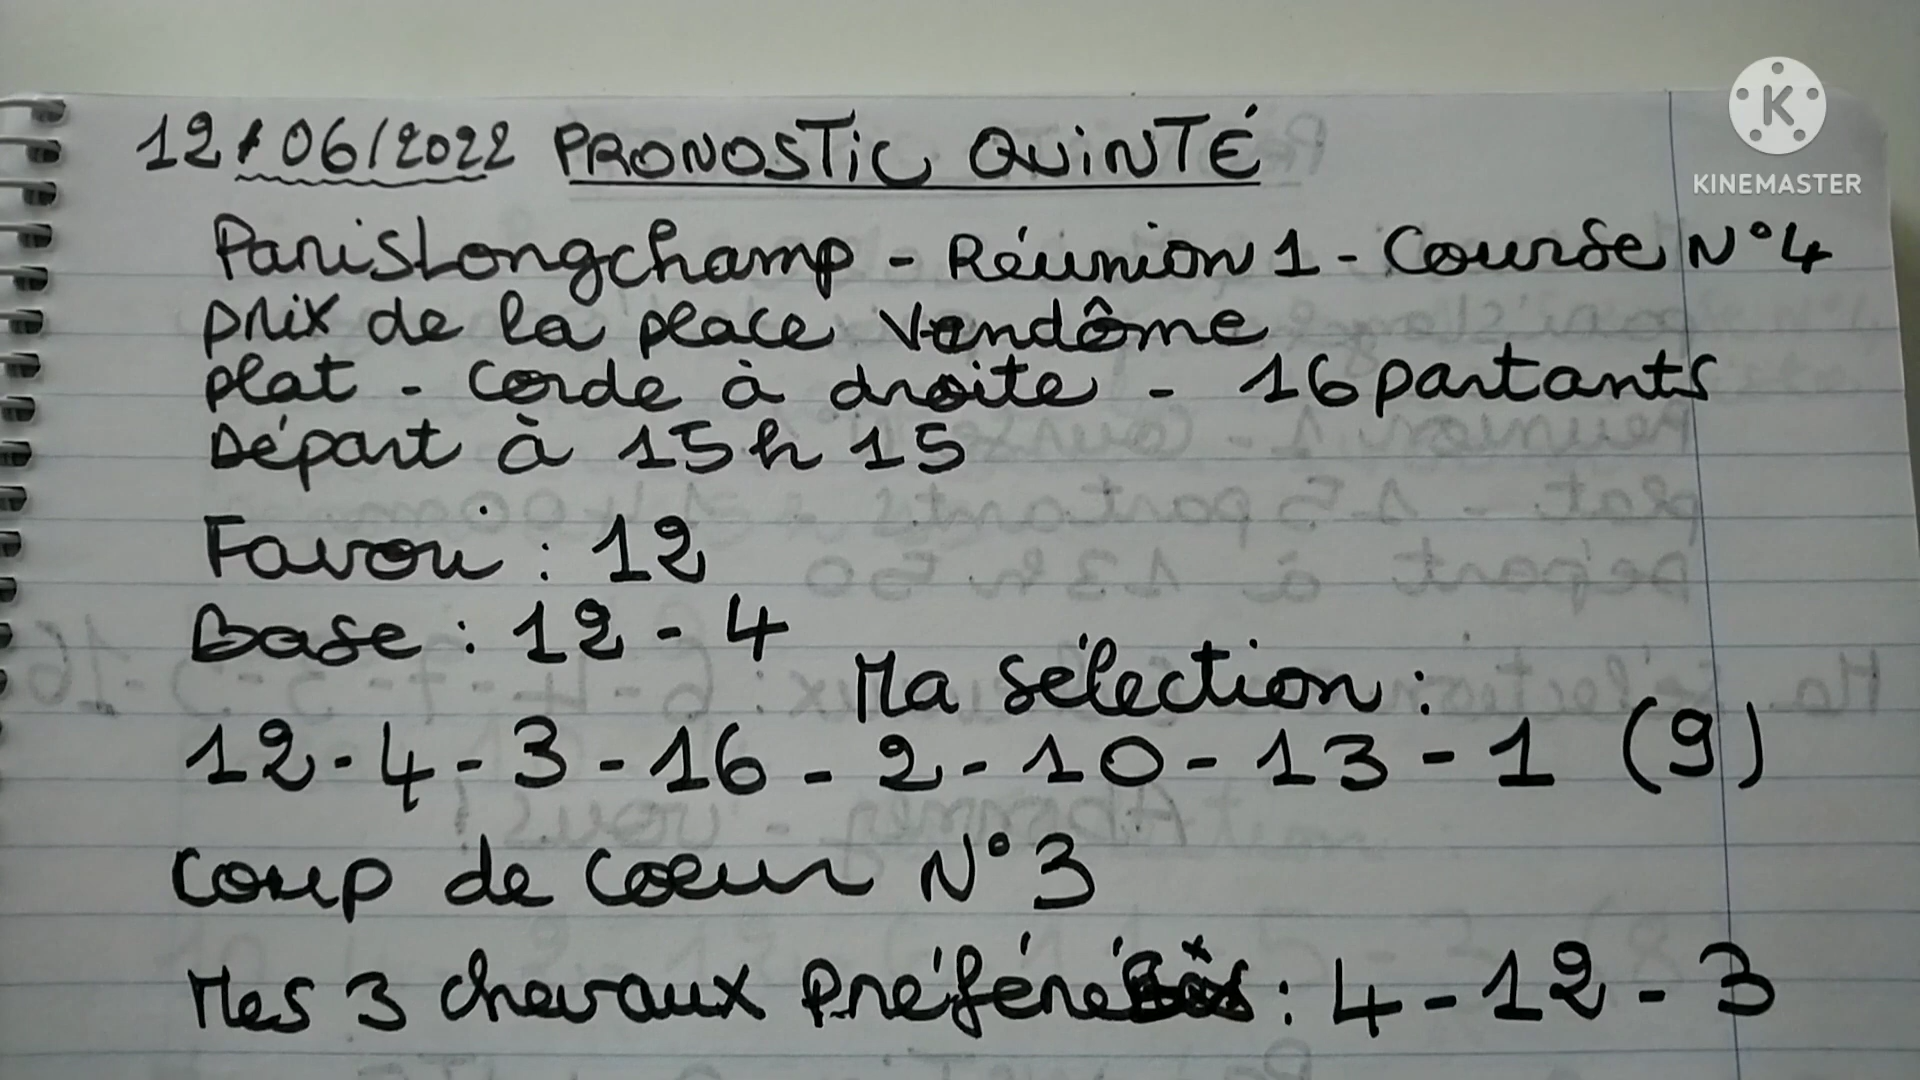 12/06/2022 PRONOSTIC QUINTÉ
K
KINEMASTER
ParisLongchamp - Réunion 1 - Course N°4
prix de la place Vendôme
plat - corde à droite - 16 partants
Départ à 15h15
Favori : 12
Base : 12 - 4
Ma sélection :
12 - 4 - 3 - 16 - 2 - 10 - 13 - 1 (9)
coup de coeur N°3
Mes 3 chevaux préférés : 4 - 12 - 3